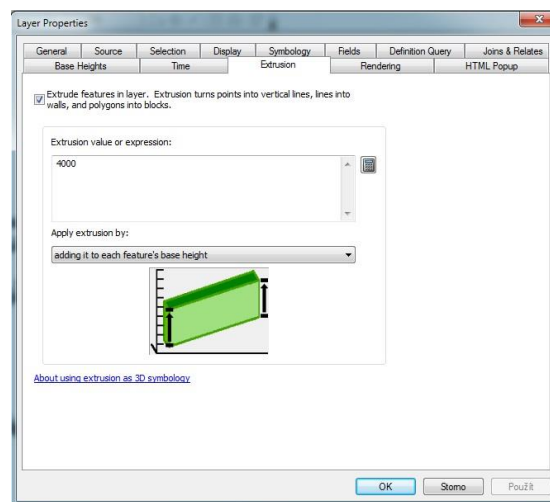 Layer Properties
General Source Selection Display Symbology Fields Definition Query Joins & Relates
Base Heights Time Extrusion Rendering HTML Popup
Extrude features in layer. Extrusion turns points into vertical lines, lines into
walls, and polygons into blocks.
Extrusion value or expression:
4000
Apply extrusion by:
adding it to each feature's base height
About using extrusion as 3D symbology
OK Storno Použít